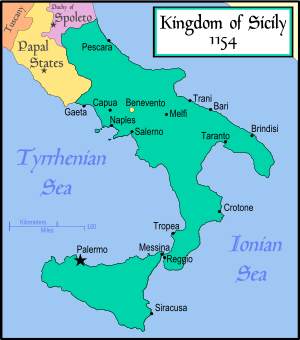 Kingdom of Sicily
1154
Tuscany
Duchy of
Spoleto
Papal
States
Pescara
Gaeta
Capua
Benevento
Naples
Salerno
Melfi
Trani
Bari
Taranto
Brindisi
Tyrrhenian
Sea
Kilometers
Miles
100
Crotone
Tropea
Ionian
Sea
Messina
Reggio
Palermo
Siracusa